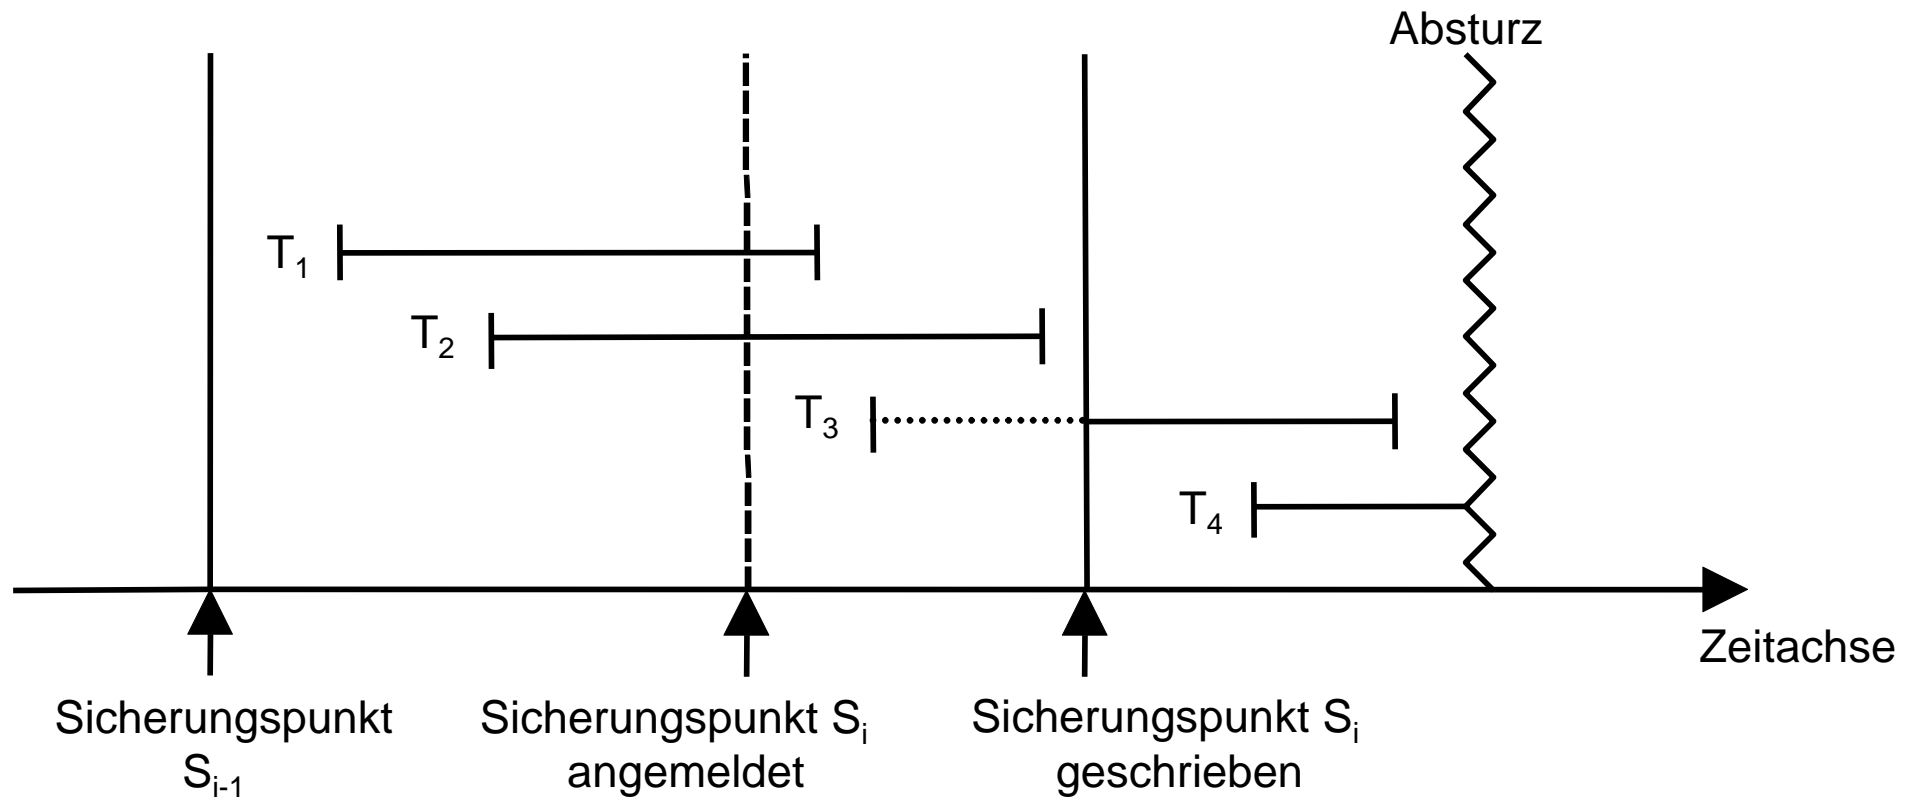 Absturz
T₁
T₂
T₃
T₄
Zeitachse
Sicherungspunkt
Sᵢ₋₁
Sicherungspunkt Sᵢ
angemeldet
Sicherungspunkt Sᵢ
geschrieben